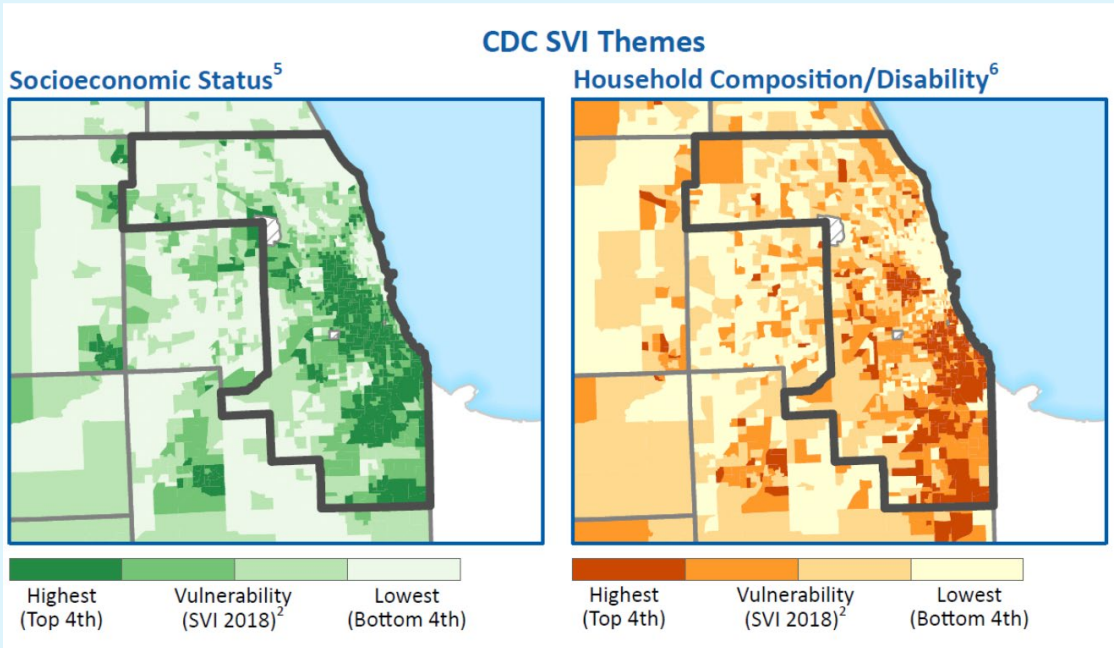 CDC SVI Themes
Socioeconomic Status5
Household Composition/Disability6
Highest
(Top 4th)
Vulnerability
(SVI 2018)2
Lowest
(Bottom 4th)
Highest
(Top 4th)
Vulnerability
(SVI 2018)2
Lowest
(Bottom 4th)